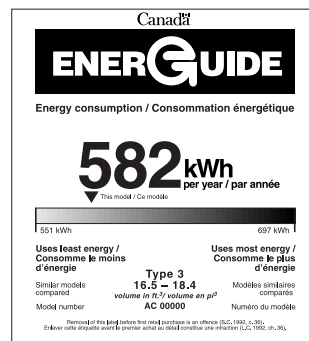 Canada
ENERGUIDE
Energy consumption / Consommation énergétique
582 kWh
per year / par année
This model / Ce modèle
551 kWh 697 kWh
Uses least energy / Uses most energy /
Consomme le moins Consomme le plus
d'énergie d'énergie
Type 3
Similar models 16.5 – 18.4 Modèles similaires
compared volume in ft.³/ volume en pi³ comparés
Model number AC 00000 Numéro du modèle
Removal of this label before first retail purchase is an offence (S.C. 1992, c. 36).
Enlever cette étiquette avant le premier achat au détail constitue une infraction (L.C. 1992, ch. 36).